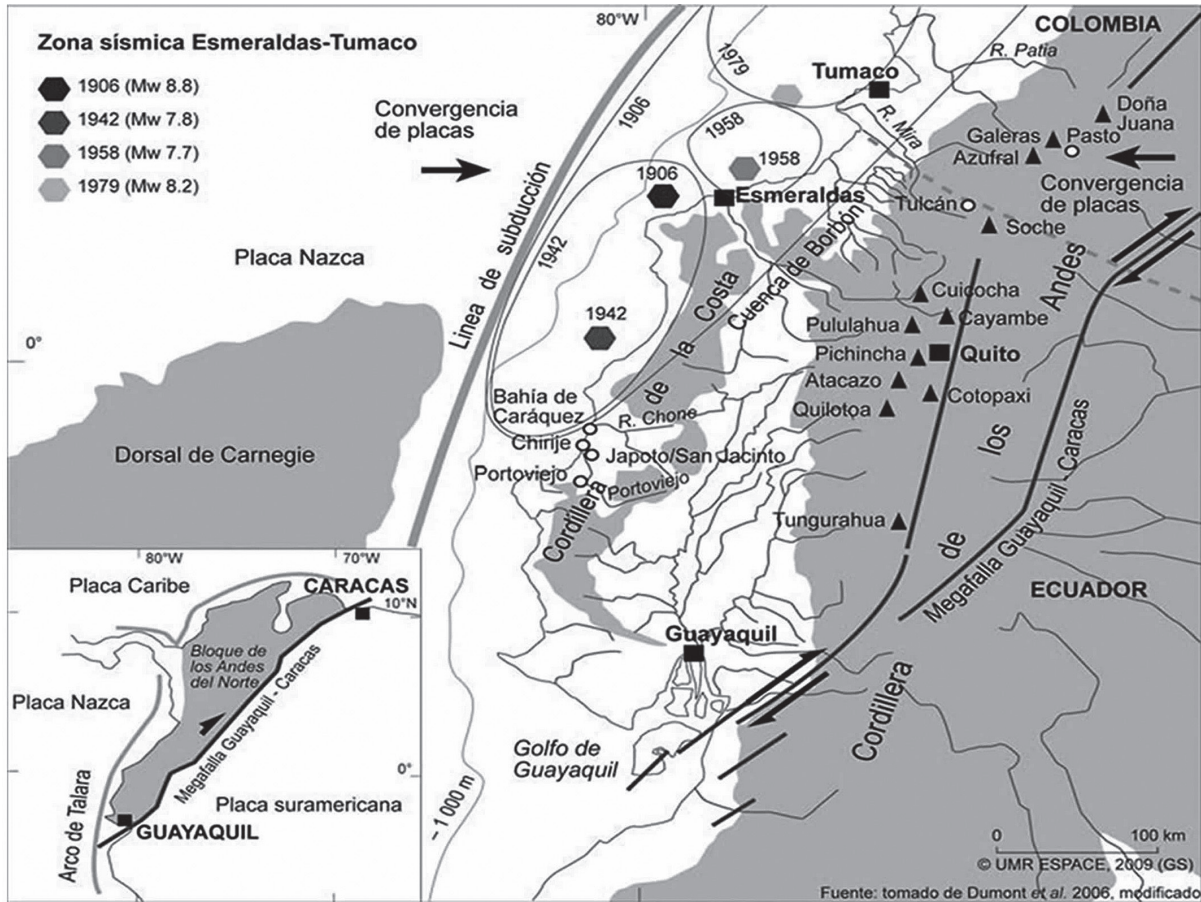 Zona sísmica Esmeraldas-Tumaco
1906 (Mw 8.8)
1942 (Mw 7.8)
1958 (Mw 7.7)
1979 (Mw 8.2)
80°W
COLOMBIA
R. Patia
1979
Tumaco
Convergencia
de placas
1906
1958
R. Mira
Doña
Juana
Galeras
Pasto
Azufral
1958
1906
Esmeraldas
Convergencia
de placas
Tulcán
Soche
Línea de subducción
1942
Placa Nazca
Cuenca de Borbón
Cordillera de la Costa
Cuicocha
Cayambe
1942
Pululahua
0°
Pichincha
Quito
Atacazo
Cotopaxi
Quilotoa
Bahía de
Caráquez
R. Chone
Chirije
Japoto/San Jacinto
Dorsal de Carnegie
Portoviejo
Portoviejo
Tungurahua
Cordillera de los Andes
Megafalla Guayaquil - Caracas
ECUADOR
Guayaquil
Golfo de
Guayaquil
– 1 000 m
80°W
70°W
Placa Caribe
CARACAS
10°N
Bloque de
los Andes
del Norte
Placa Nazca
Megafalla Guayaquil - Caracas
0°
Placa suramericana
Arco de Talara
GUAYAQUIL
0
100 km
© UMR ESPACE, 2009 (GS)
Fuente: tomado de Dumont et al. 2006, modificado